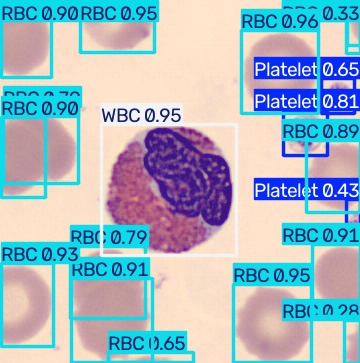 RBC 0.90
RBC 0.95
RBC 0.96
RBC 0.33
Platelet 0.65
Platelet 0.81
RBC 0.90
WBC 0.95
RBC 0.89
Platelet 0.43
RBC 0.79
RBC 0.91
RBC 0.93
RBC 0.91
RBC 0.95
RBC 0.28
RBC 0.65